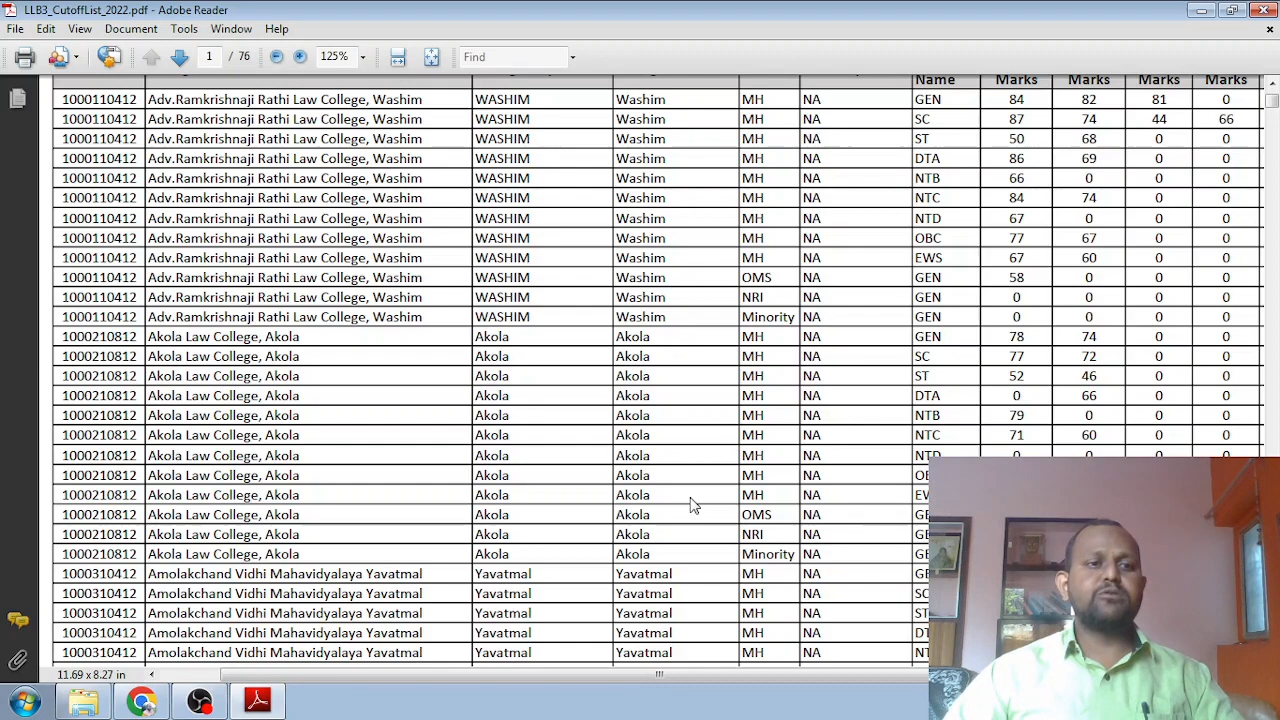 LLB3_CutoffList_2022.pdf - Adobe Reader
File Edit View Document Tools Window Help
1 / 76 125% Find
Name Marks Marks Marks Marks
1000110412 Adv.Ramkrishnaji Rathi Law College, Washim WASHIM Washim MH NA GEN 84 82 81 0
1000110412 Adv.Ramkrishnaji Rathi Law College, Washim WASHIM Washim MH NA SC 87 74 44 66
1000110412 Adv.Ramkrishnaji Rathi Law College, Washim WASHIM Washim MH NA ST 50 68 0 0
1000110412 Adv.Ramkrishnaji Rathi Law College, Washim WASHIM Washim MH NA DTA 86 69 0 0
1000110412 Adv.Ramkrishnaji Rathi Law College, Washim WASHIM Washim MH NA NTB 66 0 0 0
1000110412 Adv.Ramkrishnaji Rathi Law College, Washim WASHIM Washim MH NA NTC 84 74 0 0
1000110412 Adv.Ramkrishnaji Rathi Law College, Washim WASHIM Washim MH NA NTD 67 0 0 0
1000110412 Adv.Ramkrishnaji Rathi Law College, Washim WASHIM Washim MH NA OBC 77 67 0 0
1000110412 Adv.Ramkrishnaji Rathi Law College, Washim WASHIM Washim MH NA EWS 67 60 0 0
1000110412 Adv.Ramkrishnaji Rathi Law College, Washim WASHIM Washim OMS NA GEN 58 0 0 0
1000110412 Adv.Ramkrishnaji Rathi Law College, Washim WASHIM Washim NRI NA GEN 0 0 0 0
1000110412 Adv.Ramkrishnaji Rathi Law College, Washim WASHIM Washim Minority NA GEN 0 0 0 0
1000210812 Akola Law College, Akola Akola Akola MH NA GEN 78 74 0 0
1000210812 Akola Law College, Akola Akola Akola MH NA SC 77 72 0 0
1000210812 Akola Law College, Akola Akola Akola MH NA ST 52 46 0 0
1000210812 Akola Law College, Akola Akola Akola MH NA DTA 0 66 0 0
1000210812 Akola Law College, Akola Akola Akola MH NA NTB 79 0 0 0
1000210812 Akola Law College, Akola Akola Akola MH NA NTC 71 60 0 0
1000210812 Akola Law College, Akola Akola Akola MH NA NTD 0 0 0 0
1000210812 Akola Law College, Akola Akola Akola MH NA
1000210812 Akola Law College, Akola Akola Akola MH NA
1000210812 Akola Law College, Akola Akola Akola OMS NA
1000210812 Akola Law College, Akola Akola Akola NRI NA
1000210812 Akola Law College, Akola Akola Akola Minority NA
1000310412 Amolakchand Vidhi Mahavidyalaya Yavatmal Yavatmal Yavatmal MH NA
1000310412 Amolakchand Vidhi Mahavidyalaya Yavatmal Yavatmal Yavatmal MH NA
1000310412 Amolakchand Vidhi Mahavidyalaya Yavatmal Yavatmal Yavatmal MH NA
1000310412 Amolakchand Vidhi Mahavidyalaya Yavatmal Yavatmal Yavatmal MH NA
1000310412 Amolakchand Vidhi Mahavidyalaya Yavatmal Yavatmal Yavatmal MH NA
11.69 x 8.27 in